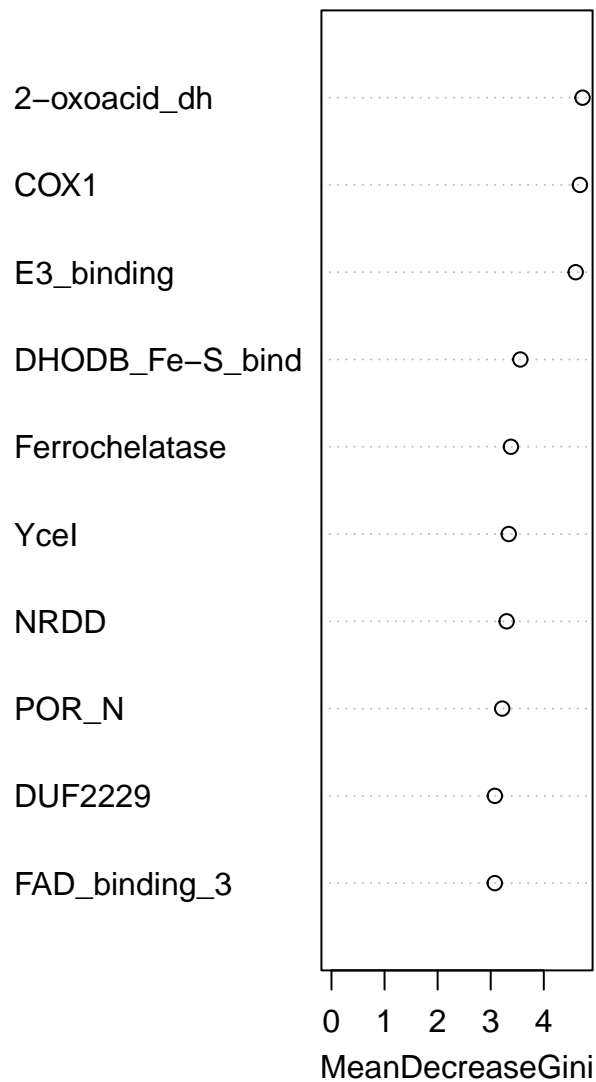 2−oxoacid_dh
COX1
E3_binding
DHODB_Fe−S_bind
Ferrochelatase
YceI
NRDD
POR_N
DUF2229
FAD_binding_3
0 1 2 3 4
MeanDecreaseGini